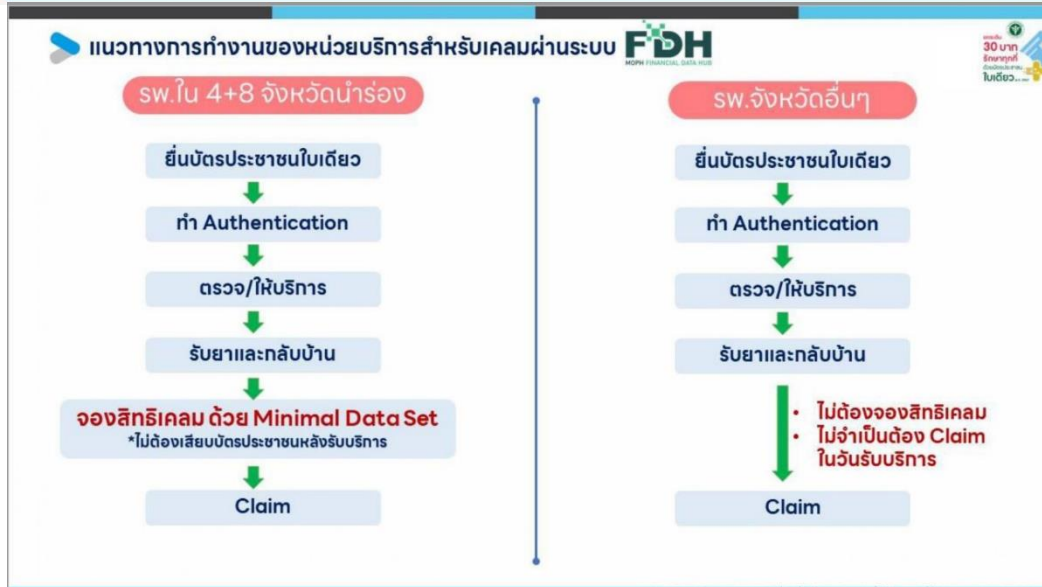 แนวทางการทำงานของหน่วยบริการสำหรับเคลมผ่านระบบ FDH
MOPH FINANCIAL DATA HUB
30 บาท
รักษาทุกที่
ใบเดียว
รพ.ใน 4+8 จังหวัดนำร่อง
ยื่นบัตรประชาชนใบเดียว
ทำ Authentication
ตรวจ/ให้บริการ
รับยาและกลับบ้าน
จองสิทธิเคลม ด้วย Minimal Data Set
*ไม่ต้องเสียบบัตรประชาชนหลังรับบริการ
Claim
รพ.จังหวัดอื่นๆ
ยื่นบัตรประชาชนใบเดียว
ทำ Authentication
ตรวจ/ให้บริการ
รับยาและกลับบ้าน
• ไม่ต้องจองสิทธิเคลม
• ไม่จำเป็นต้อง Claim
ในวันรับบริการ
Claim